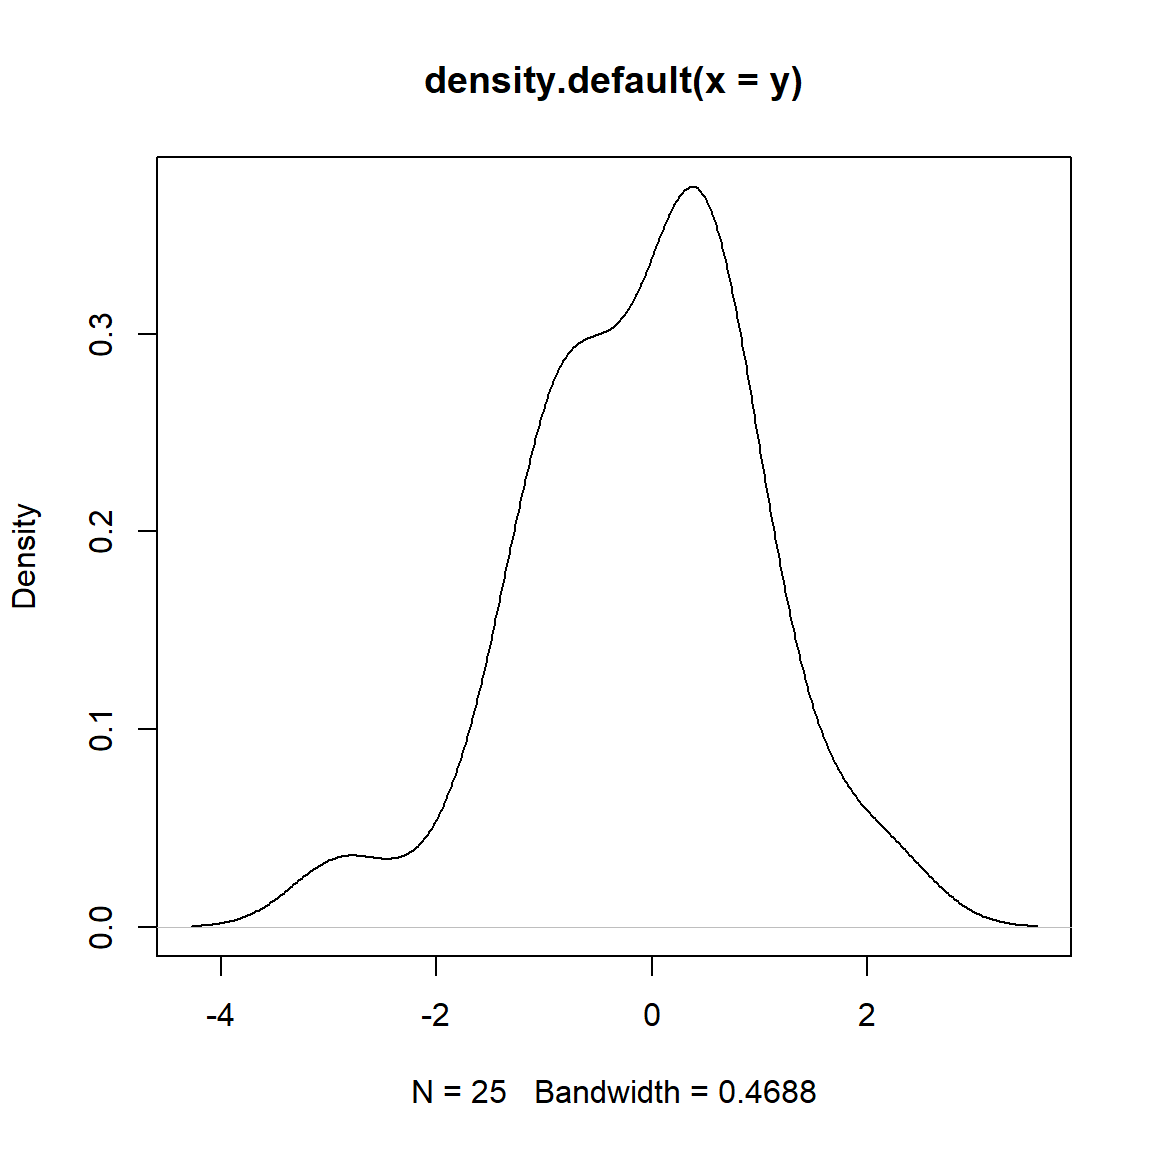 density.default(x = y)
Density
0.3
0.2
0.1
0.0
-4 -2 0 2
N = 25 Bandwidth = 0.4688